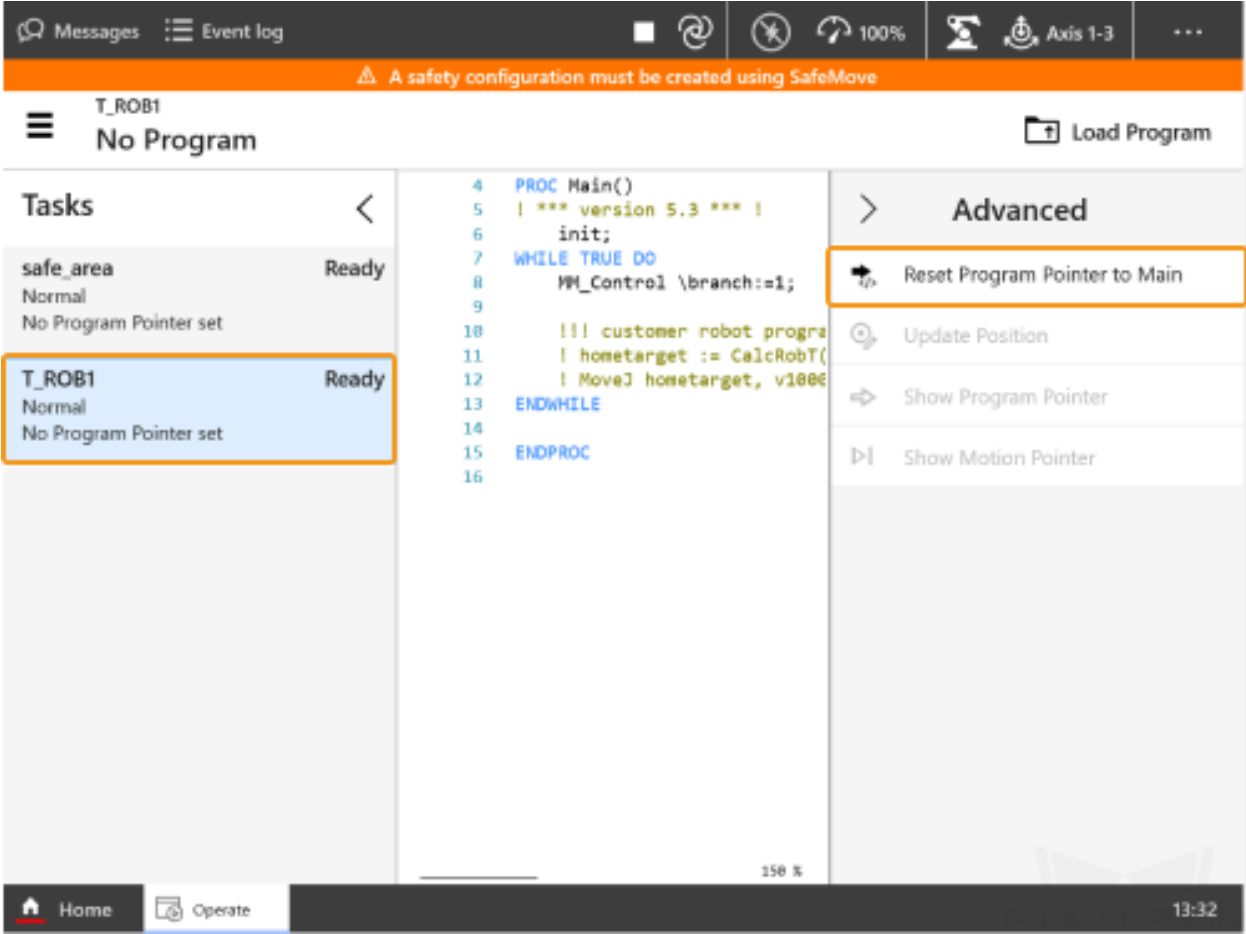 Messages Event log 100% Axis 1-3 ...
A safety configuration must be created using SafeMove
T_ROB1
No Program
Load Program
Tasks
safe_area Ready
Normal
No Program Pointer set
T_ROB1 Ready
Normal
No Program Pointer set
4 PROC Main()
5 ! *** version 5.3 *** !
6 init;
7 WHILE TRUE DO
8 MM_Control \branch:=1;
9
10 !!! customer robot progra
11 ! hometarget := CalcRobT(
12 ! MoveJ hometarget, v1000
13 ENDWHILE
14
15 ENDPROC
16
150 %
Advanced
Reset Program Pointer to Main
Update Position
Show Program Pointer
Show Motion Pointer
Home Operate 13:32